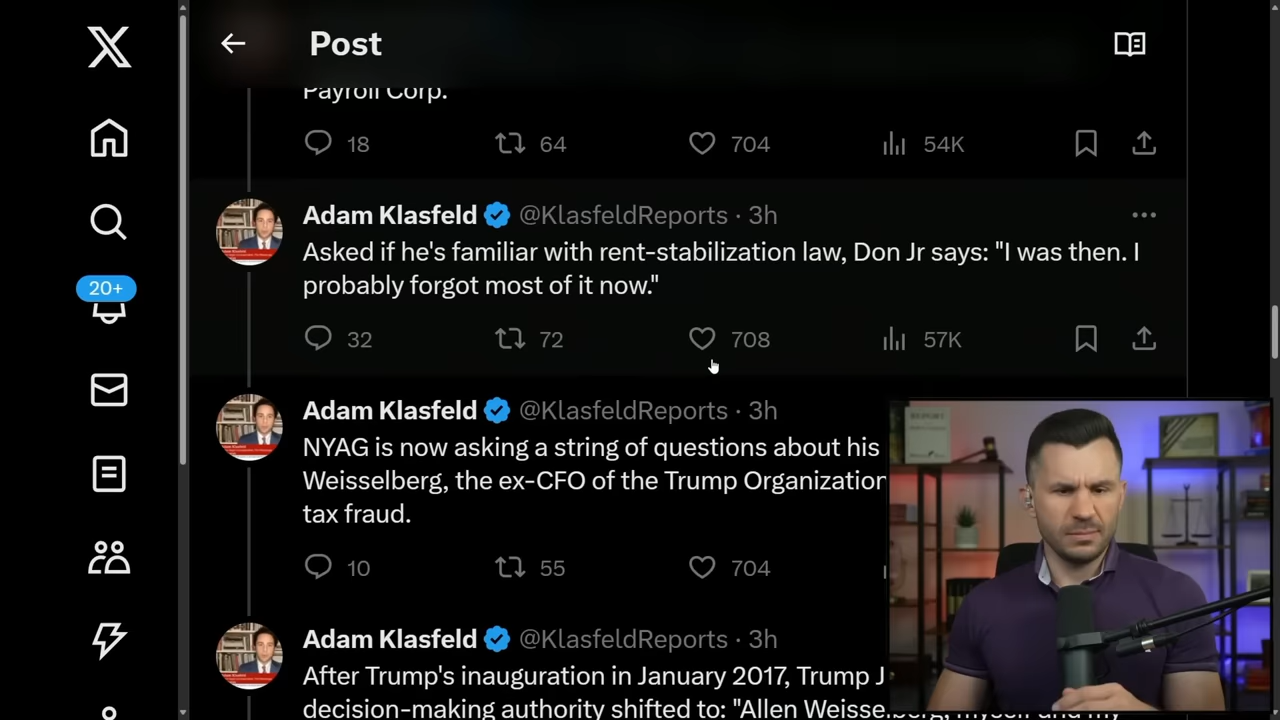 Post
Payroll Corp.
18 64 704 54K
Adam Klasfeld @KlasfeldReports · 3h
Asked if he's familiar with rent-stabilization law, Don Jr says: "I was then. I
probably forgot most of it now."
20+
32 72 708 57K
Adam Klasfeld @KlasfeldReports · 3h
NYAG is now asking a string of questions about his
Weisselberg, the ex-CFO of the Trump Organization
tax fraud.
10 55 704
Adam Klasfeld @KlasfeldReports · 3h
After Trump's inauguration in January 2017, Trump J
decision-making authority shifted to: "Allen Weisselberg, myself and my